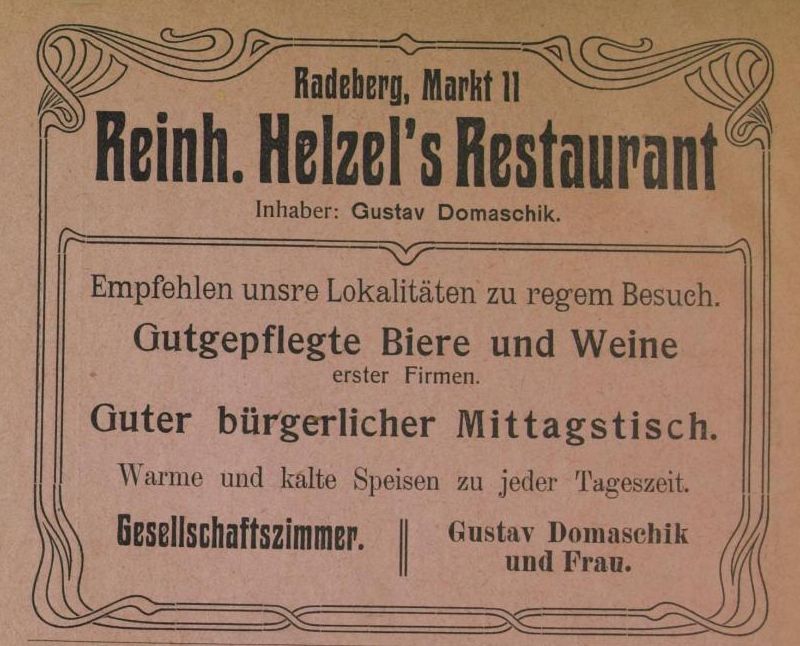 Radeberg, Markt 11
Reinh. Helzel's Restaurant
Inhaber: Gustav Domaschik.
Empfehlen unsre Lokalitäten zu regem Besuch.
Gutgepflegte Biere und Weine
erster Firmen.
Guter bürgerlicher Mittagstisch.
Warme und kalte Speisen zu jeder Tageszeit.
Gesellschaftszimmer.
Gustav Domaschik
und Frau.